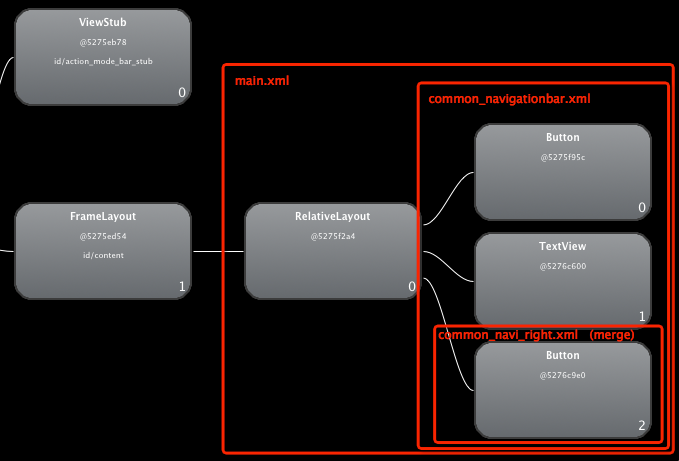 ViewStub
@5275eb78
id/action_mode_bar_stub
0
main.xml
common_navigationbar.xml
Button
@5275f95c
0
FrameLayout
@5275ed54
id/content
1
RelativeLayout
@5275f2a4
0
TextView
@5276c600
1
common_navi_right.xml (merge)
Button
@5276c9e0
2